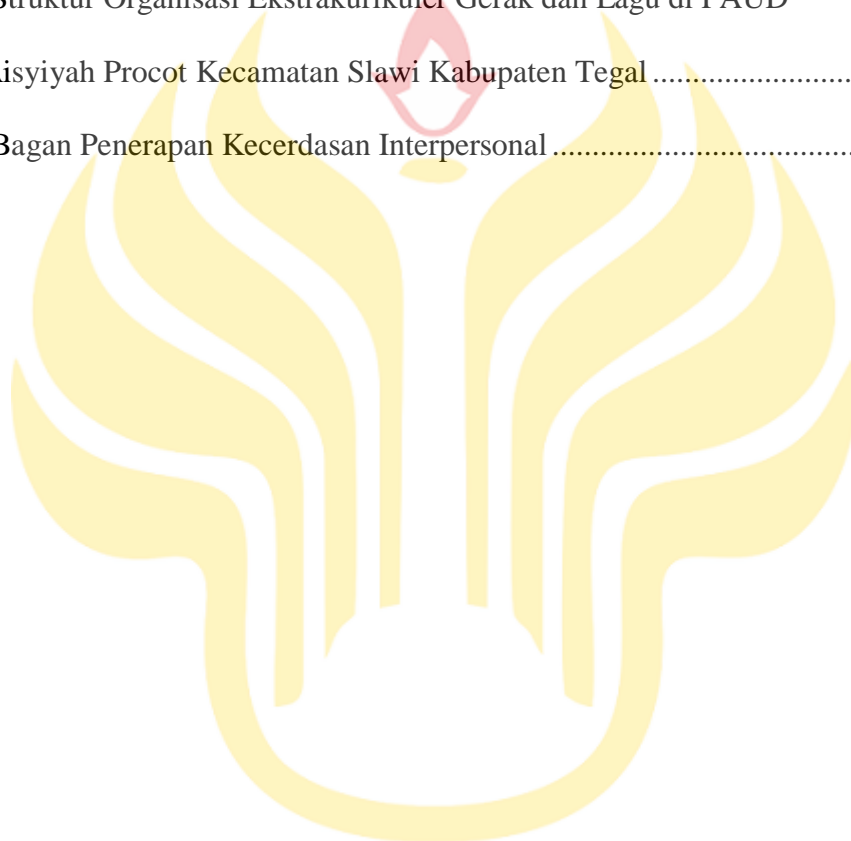 Struktur Organisasi Ekstrakurikuler Gerak dan Lagu di PAUD
Aisyiyah Procot Kecamatan Slawi Kabupaten Tegal ........................
Bagan Penerapan Kecerdasan Interpersonal .....................................